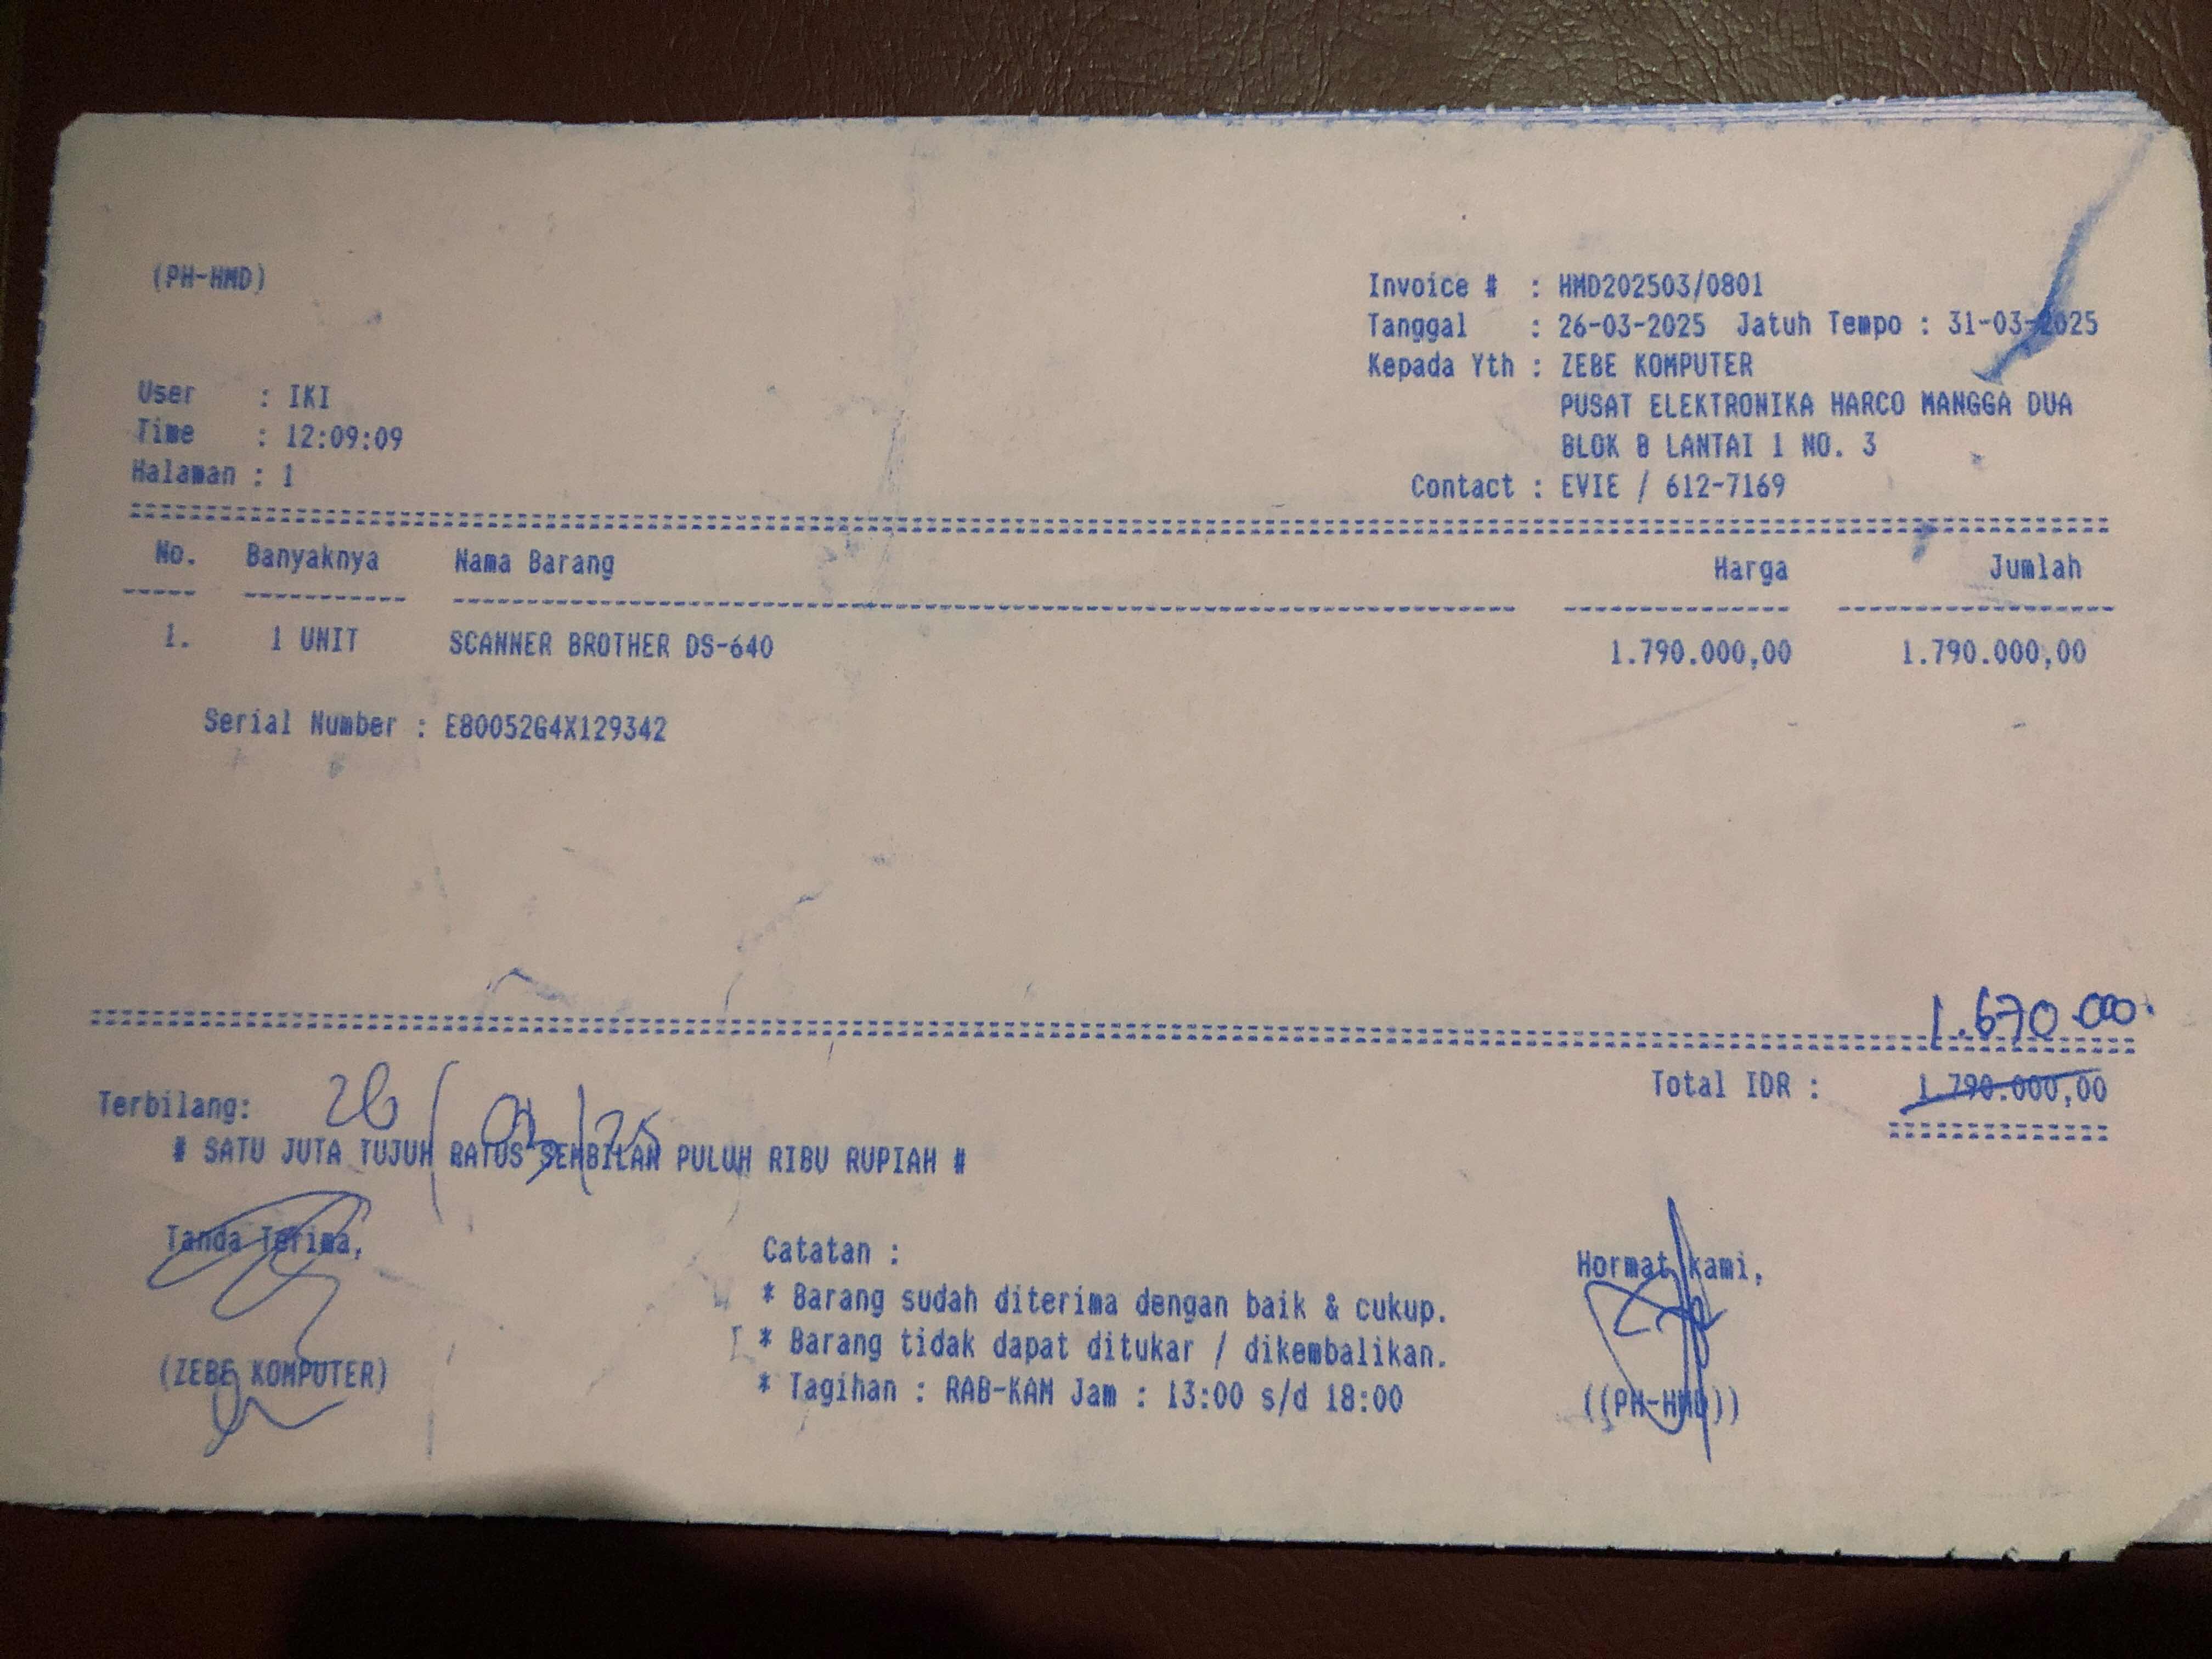 (PH-HMD)
Invoice # : HMD202503/0801
Tanggal : 26-03-2025 Jatuh Tempo : 31-03-2025
Kepada Yth : ZEBE KOMPUTER
PUSAT ELEKTRONIKA HARCO MANGGA DUA
BLOK B LANTAI 1 NO. 3
Contact : EVIE / 612-7169
User : IKI
Time : 12:09:09
Halaman : 1
No. Banyaknya Nama Barang Harga Jumlah
1. 1 UNIT SCANNER BROTHER DS-640 1.790.000,00 1.790.000,00
Serial Number : E80052G4X129342
1.670.000.
Total IDR : 1.790.000,00
Terbilang: 26/03/25
# SATU JUTA TUJUH RATUS SEMBILAN PULUH RIBU RUPIAH #
Tanda Terima,
(ZEBE KOMPUTER)
Catatan :
* Barang sudah diterima dengan baik & cukup.
* Barang tidak dapat ditukar / dikembalikan.
* Tagihan : RAB-KAM Jam : 13:00 s/d 18:00
Hormat kami,
((PH-HMD))